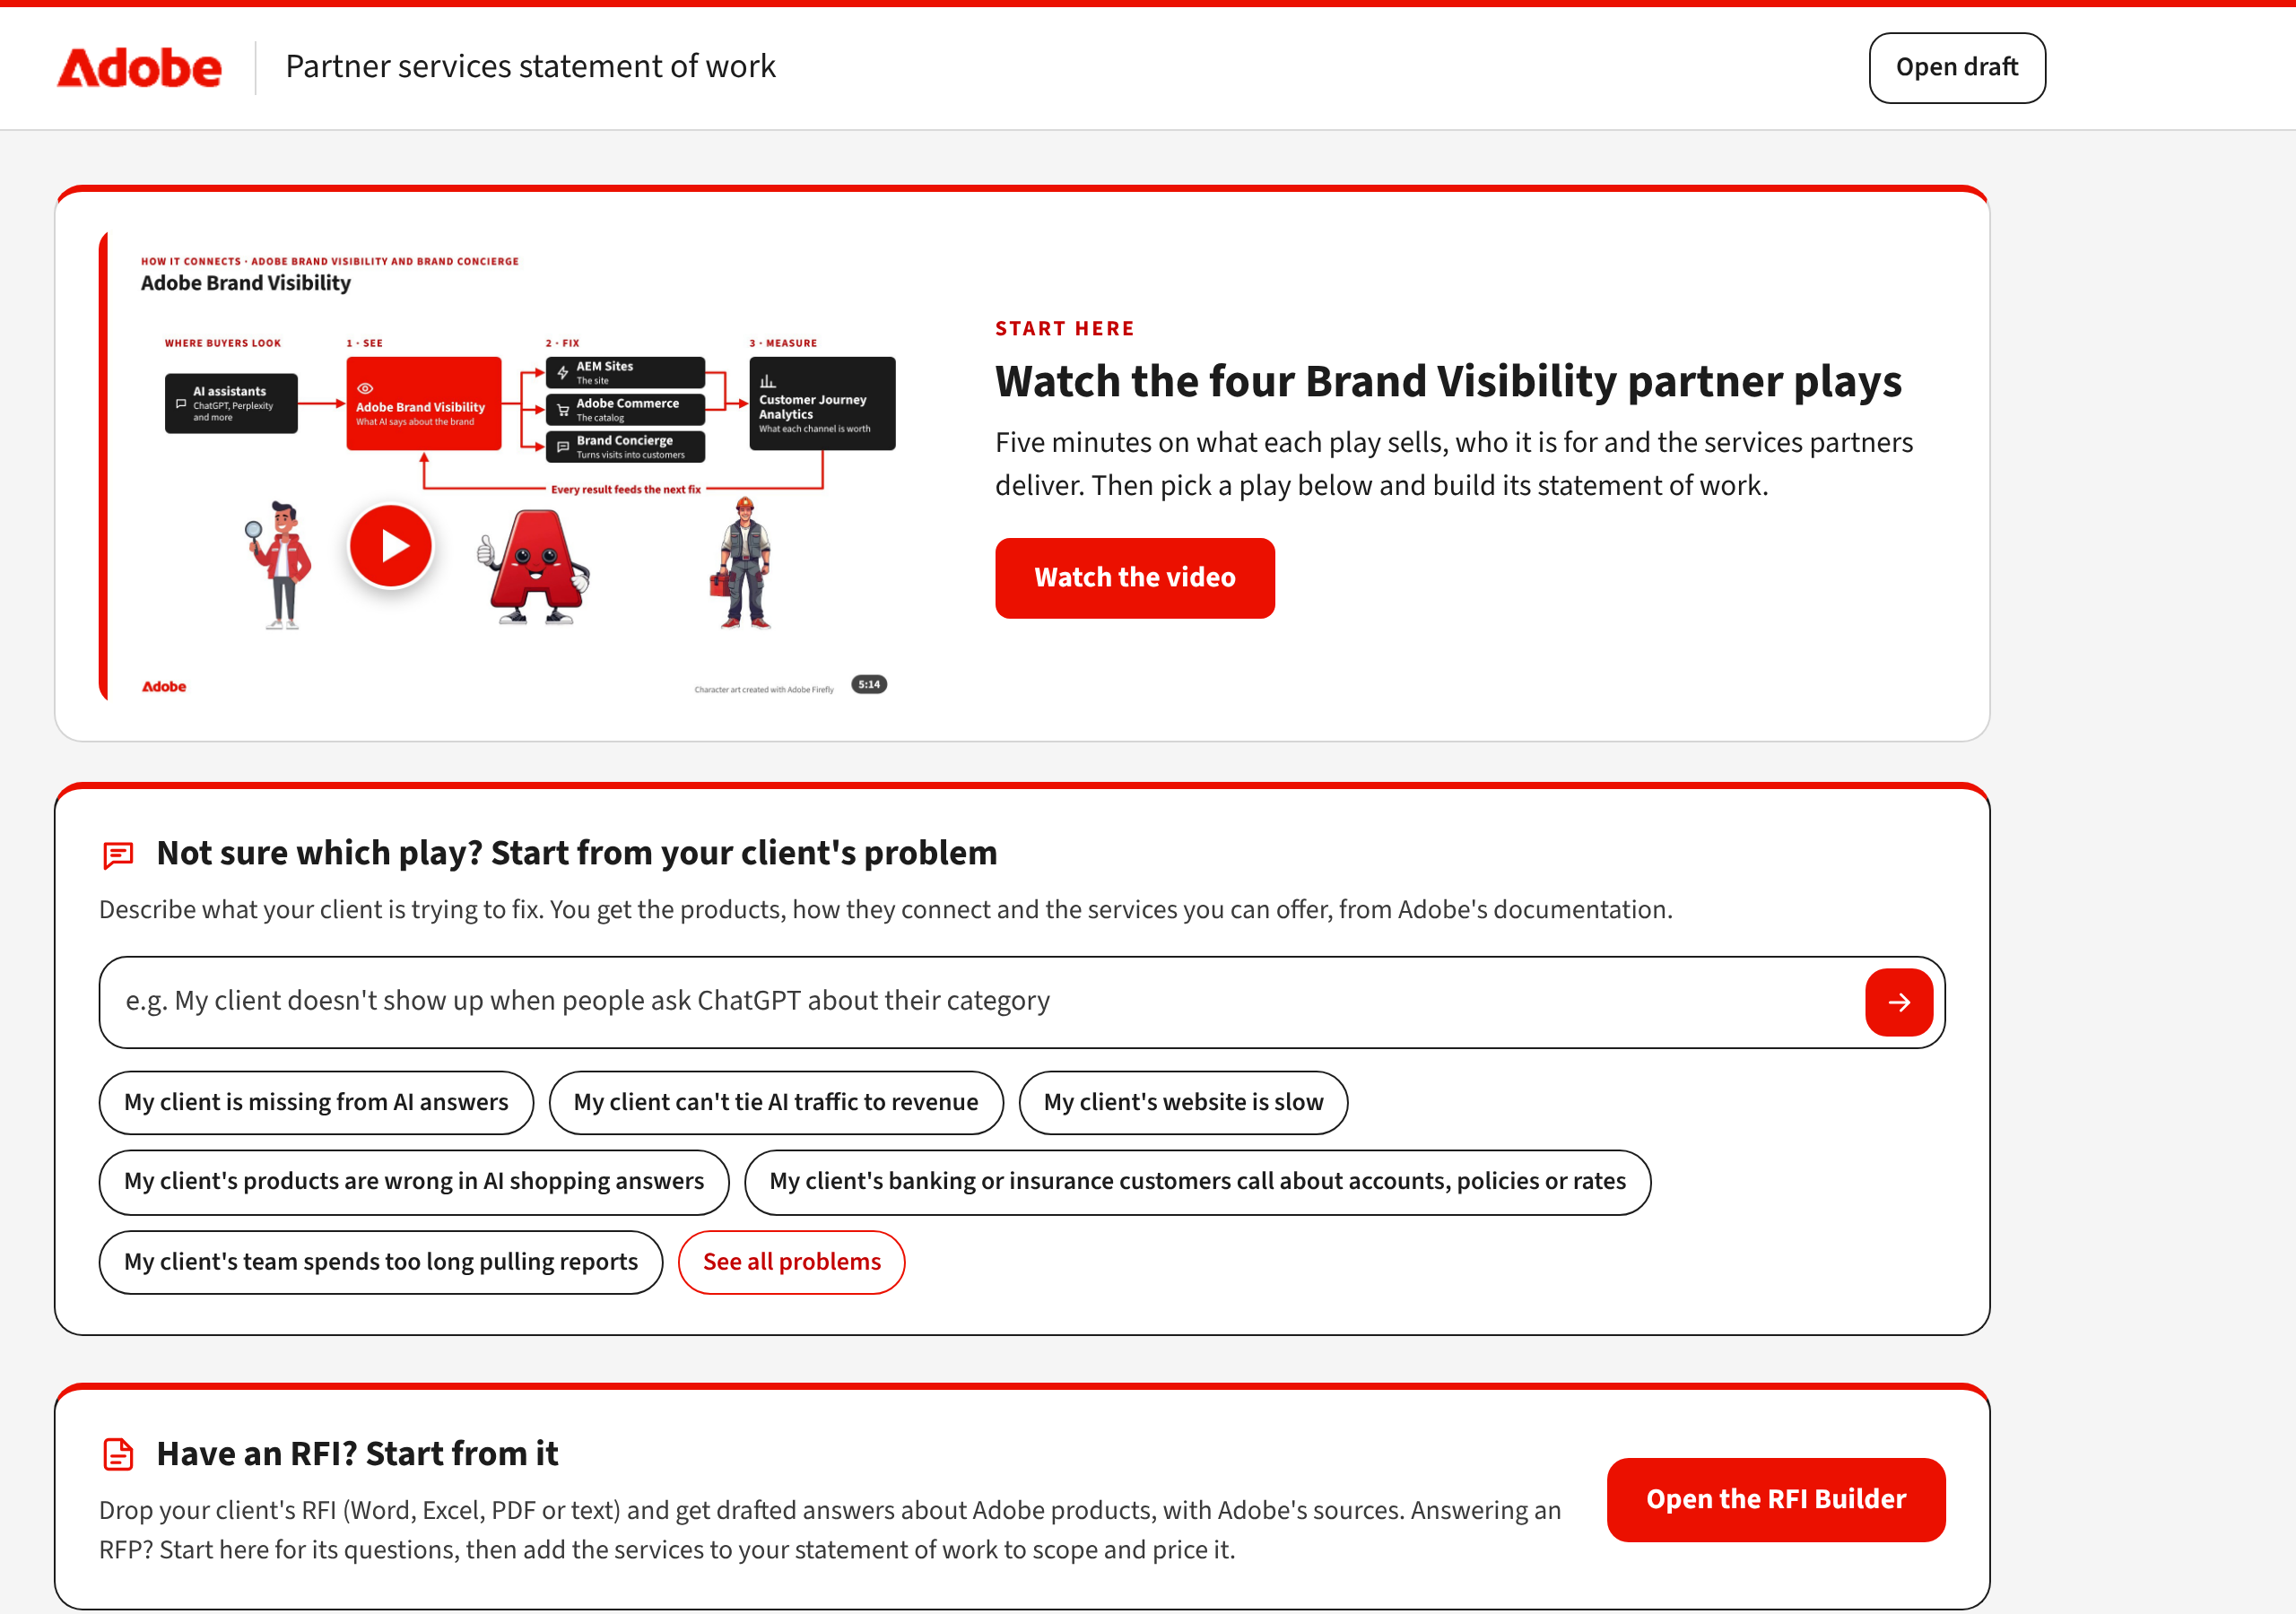 Adobe
Partner services statement of work
Open draft
HOW IT CONNECTS · ADOBE BRAND VISIBILITY AND BRAND CONCIERGE
Adobe Brand Visibility
WHERE BUYERS LOOK
1 · SEE
2 · FIX
3 · MEASURE
AI assistants
ChatGPT, Perplexity
and more
Adobe Brand Visibility
What AI says about the brand
AEM Sites
The site
Adobe Commerce
The catalog
Brand Concierge
Turns visits into customers
Customer Journey
Analytics
What each channel is worth
Every result feeds the next fix
Adobe
Character art created with Adobe Firefly
5:14
START HERE
Watch the four Brand Visibility partner plays
Five minutes on what each play sells, who it is for and the services partners
deliver. Then pick a play below and build its statement of work.
Watch the video
Not sure which play? Start from your client's problem
Describe what your client is trying to fix. You get the products, how they connect and the services you can offer, from Adobe's documentation.
e.g. My client doesn't show up when people ask ChatGPT about their category
My client is missing from AI answers
My client can't tie AI traffic to revenue
My client's website is slow
My client's products are wrong in AI shopping answers
My client's banking or insurance customers call about accounts, policies or rates
My client's team spends too long pulling reports
See all problems
Have an RFI? Start from it
Drop your client's RFI (Word, Excel, PDF or text) and get drafted answers about Adobe products, with Adobe's sources. Answering an
RFP? Start here for its questions, then add the services to your statement of work to scope and price it.
Open the RFI Builder